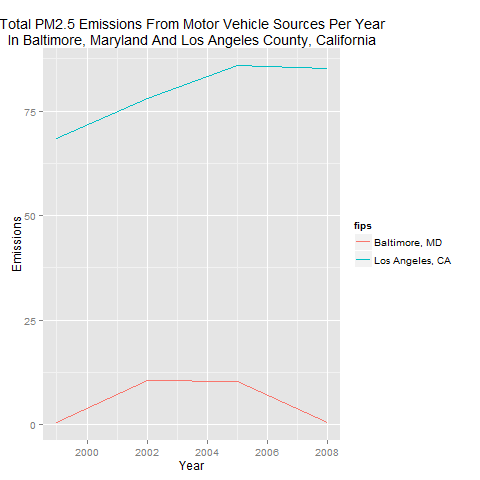 Total PM2.5 Emissions From Motor Vehicle Sources Per Year
In Baltimore, Maryland And Los Angeles County, California
75
50
25
0
Emissions
2000 2002 2004 2006 2008
Year
fips
Baltimore, MD
Los Angeles, CA